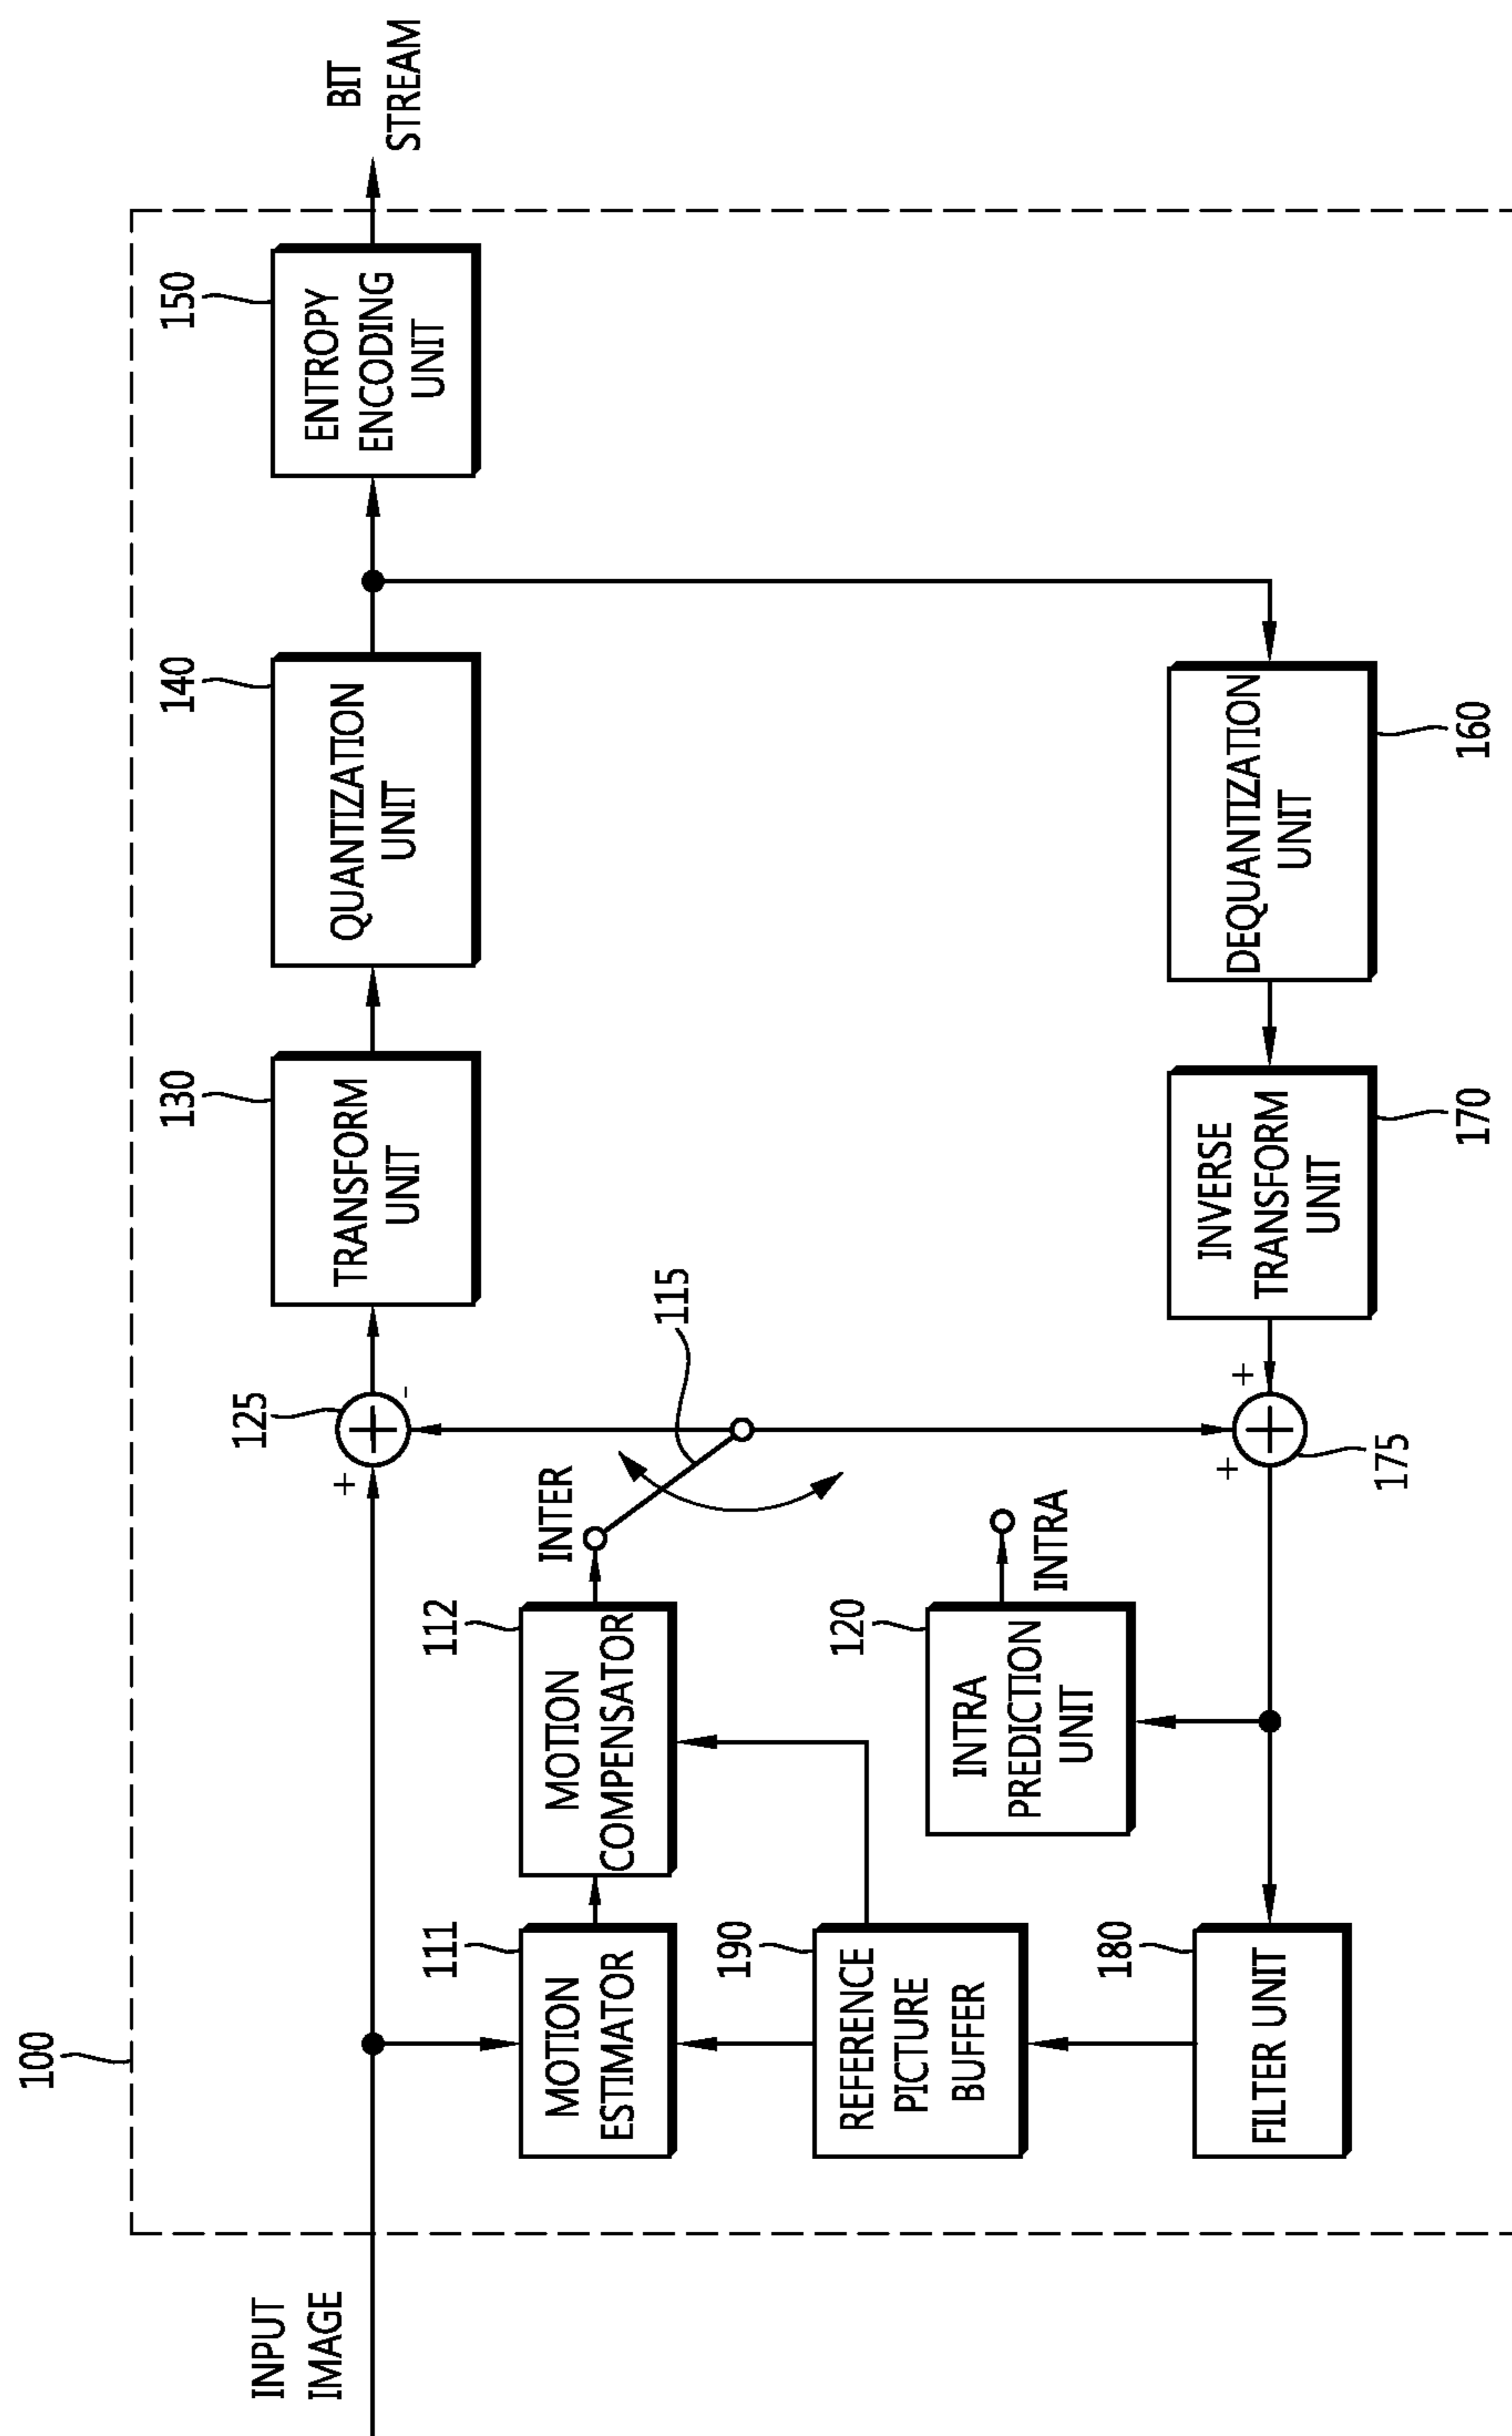 100
INPUT
IMAGE
125
+
-
130
TRANSFORM
UNIT
140
QUANTIZATION
UNIT
150
ENTROPY
ENCODING
UNIT
BIT
STREAM
111
MOTION
ESTIMATOR
112
MOTION
COMPENSATOR
INTER
115
190
REFERENCE
PICTURE
BUFFER
120
INTRA
PREDICTION
UNIT
INTRA
180
FILTER UNIT
+
+
175
INVERSE
TRANSFORM
UNIT
170
DEQUANTIZATION
UNIT
160